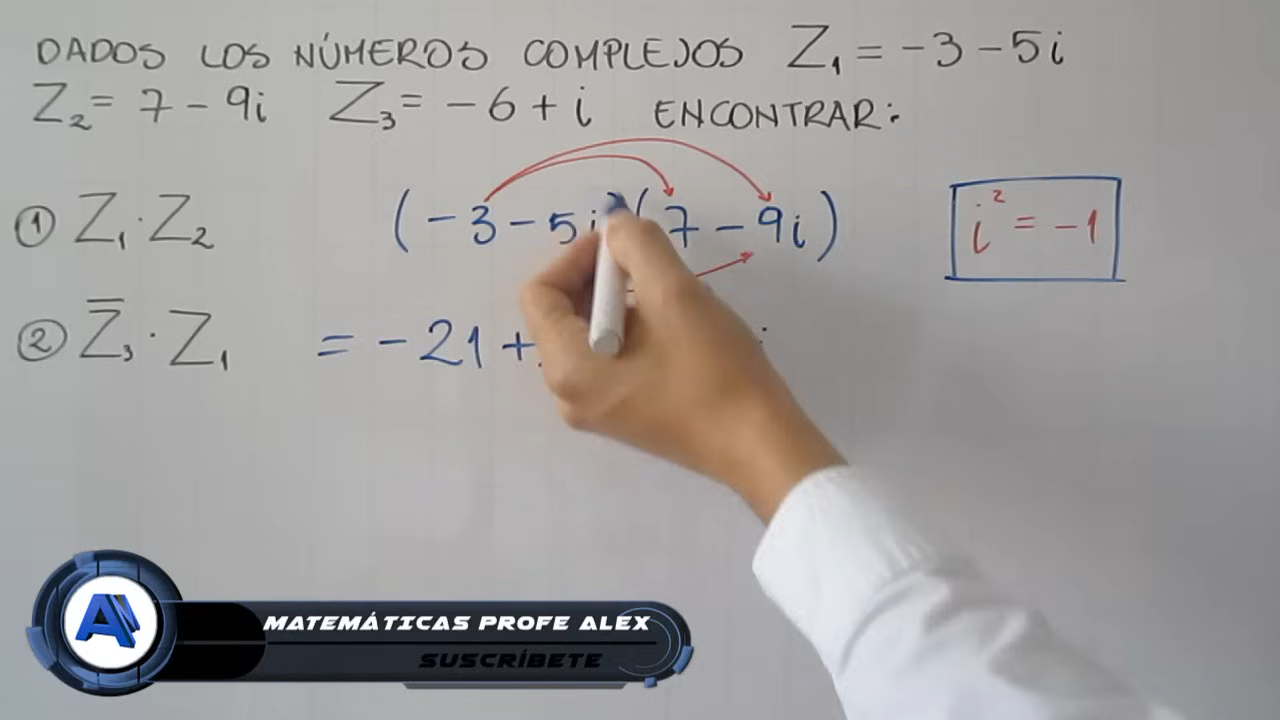 DADOS LOS NÚMEROS COMPLEJOS Z₁ = -3 - 5i
Z₂ = 7 - 9i Z₃ = -6 + i ENCONTRAR:
① Z₁ · Z₂ (-3 - 5i)(7 - 9i) i² = -1
② Z̅₃ · Z₁ = -21 + i
MATEMÁTICAS PROFE ALEX
SUSCRÍBETE